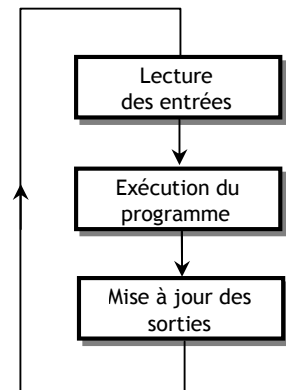 Lecture
des entrées
Exécution du
programme
Mise à jour des
sorties